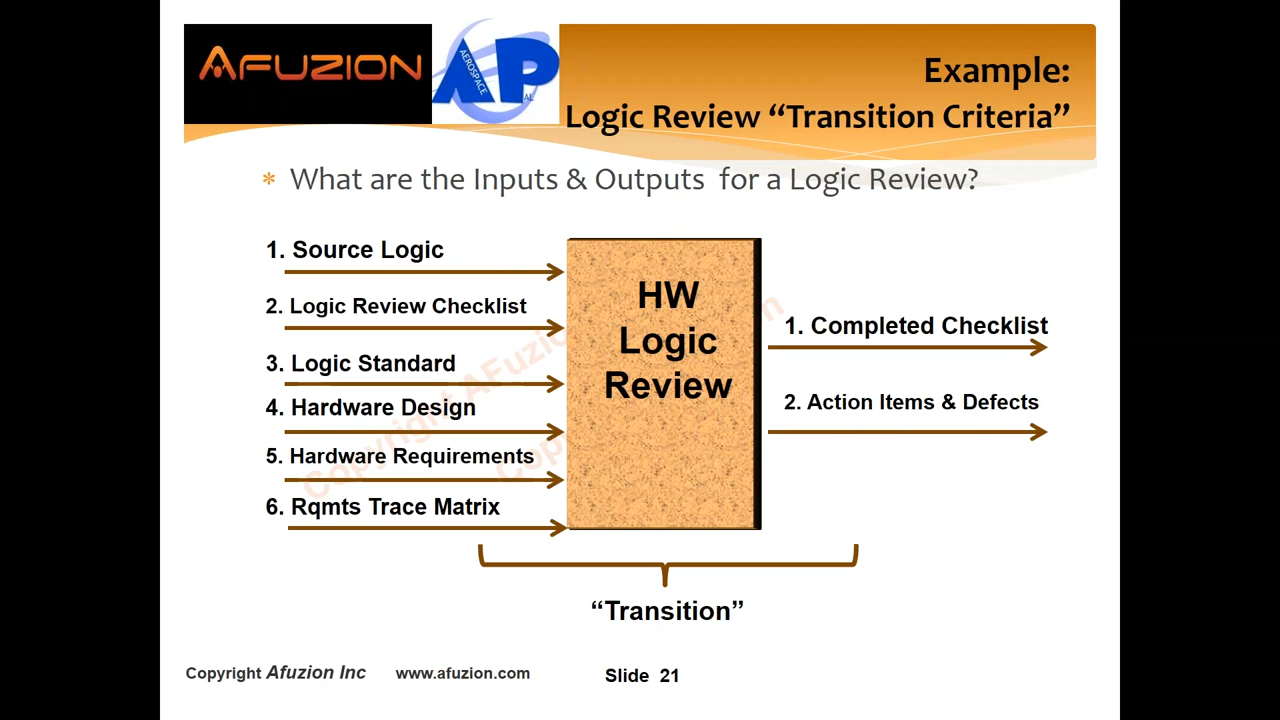 AFUZION
AEROSPACE
AP
AL
Example:
Logic Review “Transition Criteria”
What are the Inputs & Outputs for a Logic Review?
1. Source Logic
2. Logic Review Checklist
3. Logic Standard
4. Hardware Design
5. Hardware Requirements
6. Rqmts Trace Matrix
HW
Logic
Review
1. Completed Checklist
2. Action Items & Defects
“Transition”
Copyright Afuzion Inc www.afuzion.com Slide 21